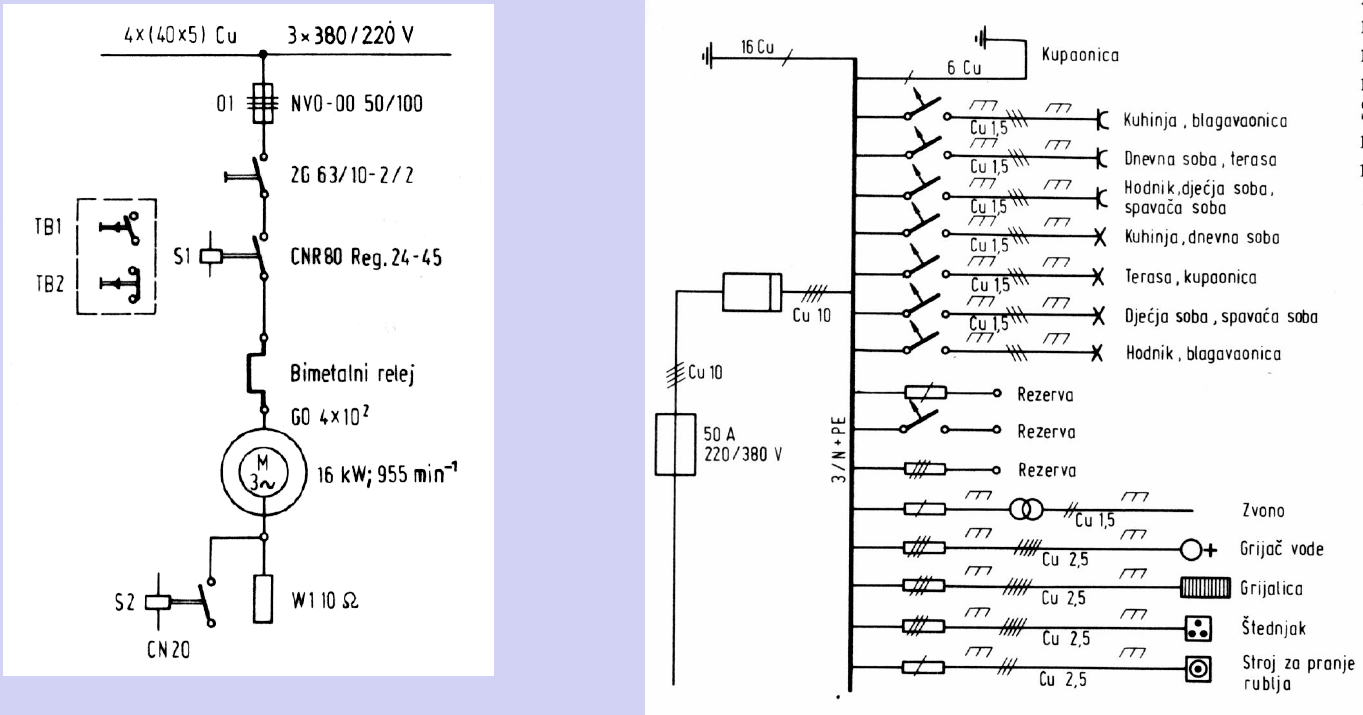 4×(40×5) Cu
3×380/220 V
01
NVO-00 50/100
2G 63/10-2/2
TB1
TB2
S1
CNR80 Reg. 24-45
Bimetalni relej
GO 4×10²
M
3~
16 kW; 955 min⁻¹
S2
CN 20
W1 10 Ω
16 Cu
6 Cu
Kupaonica
Cu 1,5
Kuhinja, blagavaonica
Cu 1,5
Dnevna soba, terasa
Cu 1,5
Hodnik, dječja soba,
spavača soba
Cu 1,5
Kuhinja, dnevna soba
Cu 1,5
Terasa, kupaonica
Cu 1,5
Dječja soba, spavaća soba
Hodnik, blagavaonica
Cu 10
Cu 10
50 A
220/380 V
3/N+PE
Rezerva
Rezerva
Rezerva
Cu 1,5
Zvono
Cu 2,5
Grijač vode
Cu 2,5
Grijalica
Cu 2,5
Štednjak
Cu 2,5
Stroj za pranje
rublja